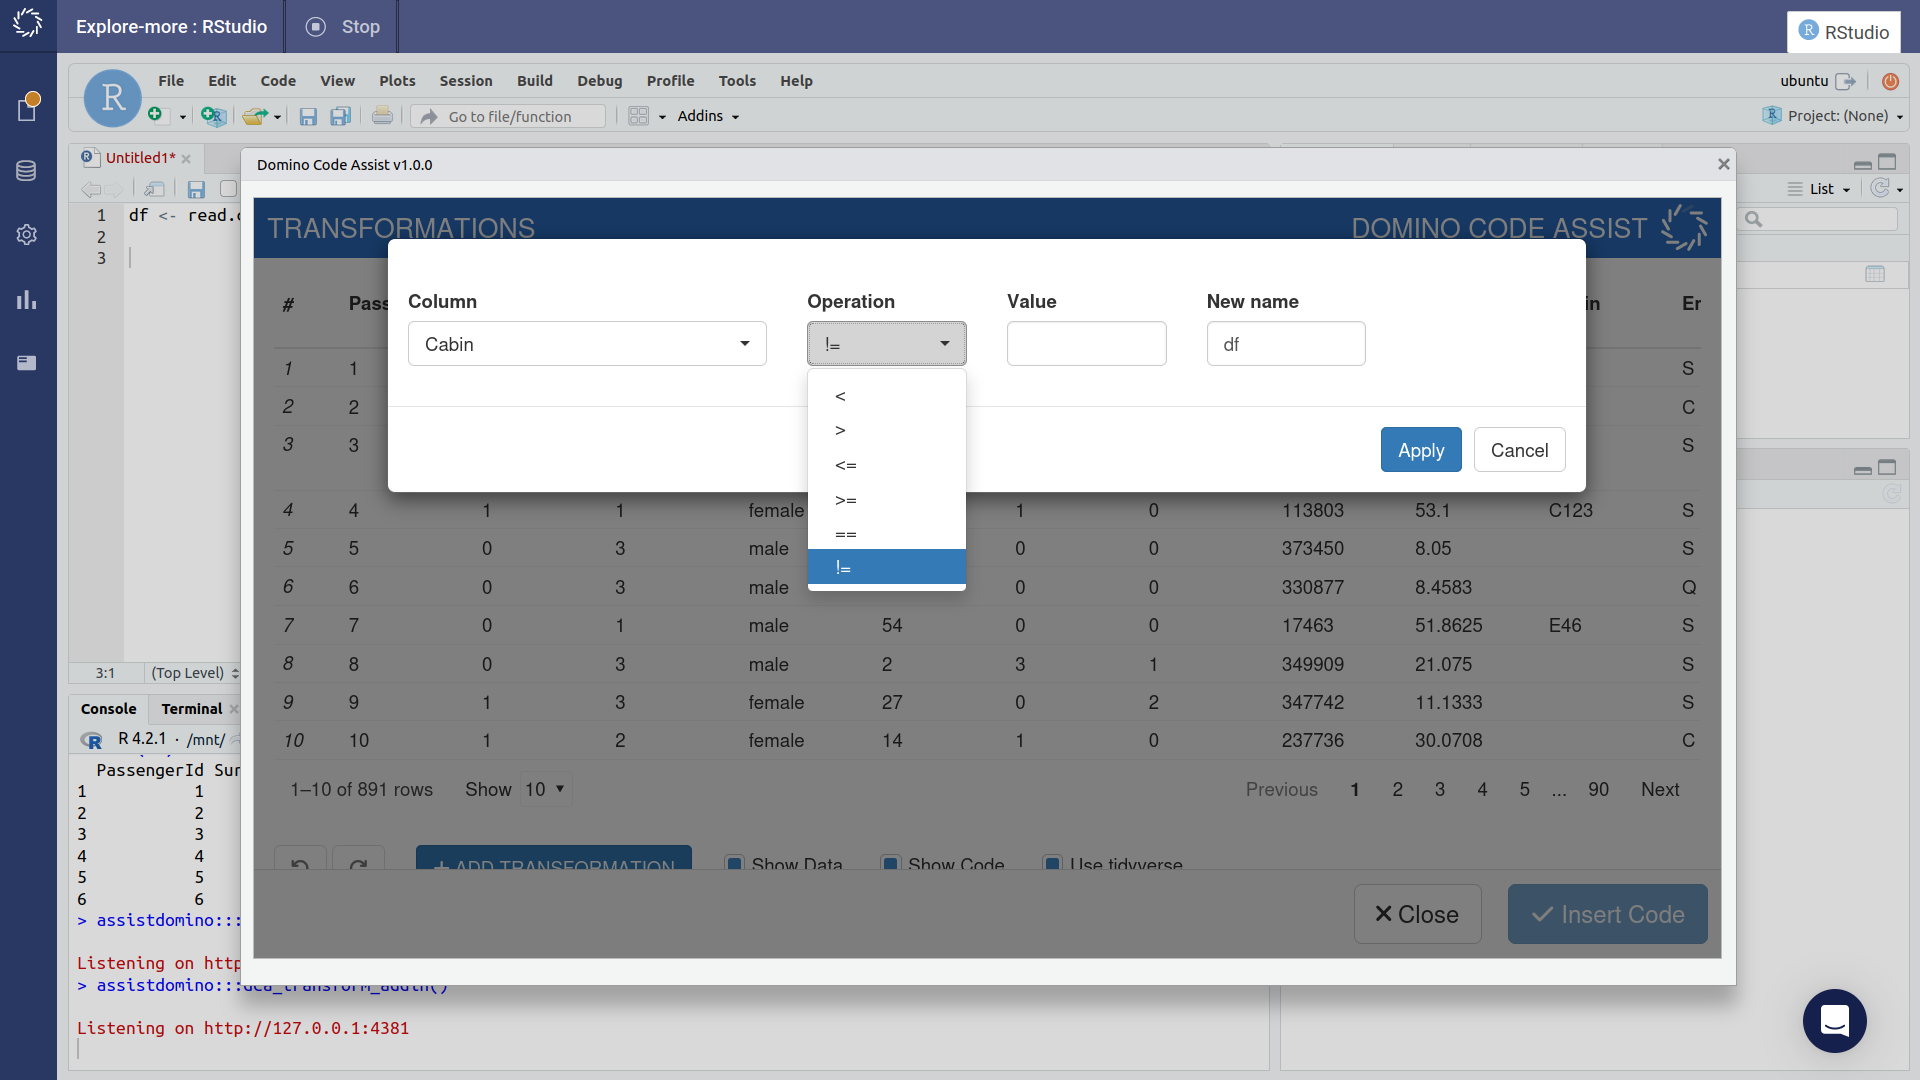 Explore-more : RStudio
Stop
RStudio
File Edit Code View Plots Session Build Debug Profile Tools Help
ubuntu
Go to file/function
Addins
Project: (None)
Untitled1*
Domino Code Assist v1.0.0
List
1 df <- read.
2
3
TRANSFORMATIONS
DOMINO CODE ASSIST
Column Operation Value New name
Cabin != df
<
>
<=
>=
==
!=
Apply Cancel
# Pass in Er
1 1 S
2 2 C
3 3 S
4 4 1 1 female 1 0 113803 53.1 C123 S
5 5 0 3 male 0 0 373450 8.05 S
6 6 0 3 male 0 0 330877 8.4583 Q
7 7 0 1 male 54 0 0 17463 51.8625 E46 S
8 8 0 3 male 2 3 1 349909 21.075 S
9 9 1 3 female 27 0 2 347742 11.1333 S
10 10 1 2 female 14 1 0 237736 30.0708 C
1–10 of 891 rows Show 10
Previous 1 2 3 4 5 ... 90 Next
+ ADD TRANSFORMATION Show Data Show Code Use tidyverse
Close Insert Code
3:1 (Top Level)
Console Terminal
R 4.2.1 · /mnt/
PassengerId Sur
1 1
2 2
3 3
4 4
5 5
6 6
> assistdomino:::
Listening on http
> assistdomino:::dca_transform_addin()
Listening on http://127.0.0.1:4381